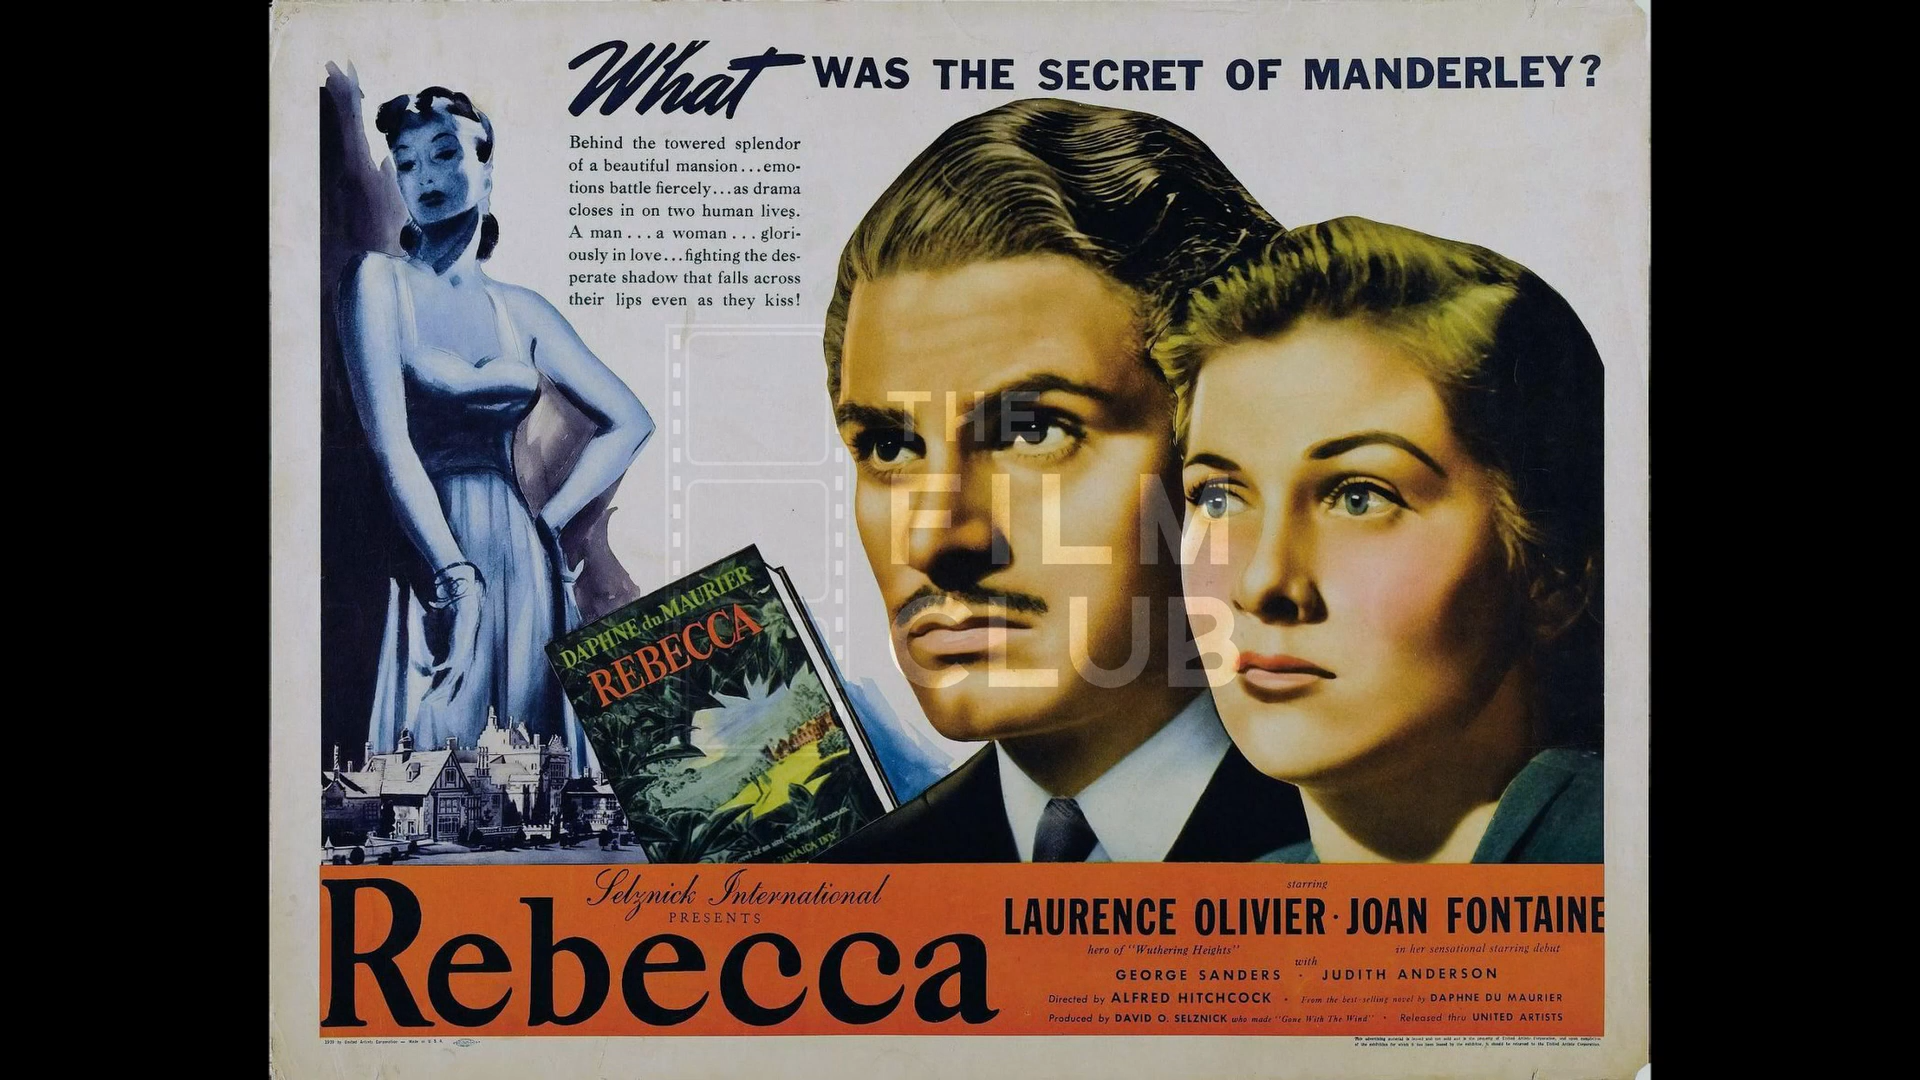 What WAS THE SECRET OF MANDERLEY?
Behind the towered splendor
of a beautiful mansion...emo-
tions battle fiercely...as drama
closes in on two human lives.
A man...a woman...glori-
ously in love...fighting the des-
perate shadow that falls across
their lips even as they kiss!
THE
FILM
CLUB
DAPHNE du MAURIER
REBECCA
JAMAICA INN
Selznick International
PRESENTS
Rebecca
starring
LAURENCE OLIVIER · JOAN FONTAINE
hero of "Wuthering Heights" in her sensational starring debut
with
GEORGE SANDERS · JUDITH ANDERSON
Directed by ALFRED HITCHCOCK · From the best-selling novel by DAPHNE DU MAURIER
Produced by DAVID O. SELZNICK who made "Gone With The Wind" · Released thru UNITED ARTISTS